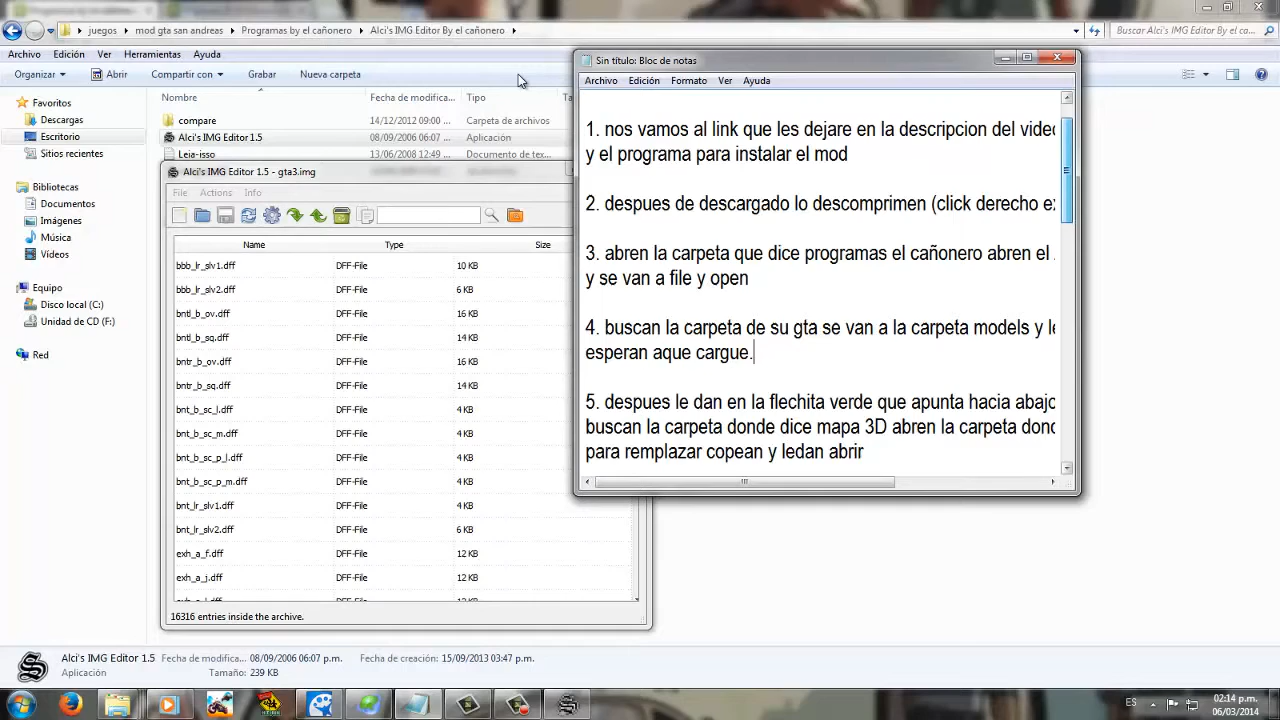 juegos ▸ mod gta san andreas ▸ Programas by el cañonero ▸ Alci's IMG Editor By el cañonero ▸
Buscar Alci's IMG Editor By el ca...
Archivo Edición Ver Herramientas Ayuda
Organizar Abrir Compartir con Grabar Nueva carpeta
Favoritos
Descargas
Escritorio
Sitios recientes
Bibliotecas
Documentos
Imágenes
Música
Vídeos
Equipo
Disco local (C:)
Unidad de CD (F:)
Red
Nombre Fecha de modifica... Tipo Ta
compare 14/12/2012 09:00 ... Carpeta de archivos
Alci's IMG Editor 1.5 08/09/2006 06:07 ... Aplicación
Leia-isso 13/06/2008 12:49 ... Documento de tex...
Alci's IMG Editor 1.5 - gta3.img
File Actions Info
Name Type Size
bbb_lr_slv1.dff DFF-File 10 KB
bbb_lr_slv2.dff DFF-File 6 KB
bntl_b_ov.dff DFF-File 16 KB
bntl_b_sq.dff DFF-File 14 KB
bntr_b_ov.dff DFF-File 16 KB
bntr_b_sq.dff DFF-File 14 KB
bnt_b_sc_l.dff DFF-File 4 KB
bnt_b_sc_m.dff DFF-File 4 KB
bnt_b_sc_p_l.dff DFF-File 4 KB
bnt_b_sc_p_m.dff DFF-File 4 KB
bnt_lr_slv1.dff DFF-File 4 KB
bnt_lr_slv2.dff DFF-File 6 KB
exh_a_f.dff DFF-File 12 KB
exh_a_j.dff DFF-File 12 KB
16316 entries inside the archive.
Sin título: Bloc de notas
Archivo Edición Formato Ver Ayuda
1. nos vamos al link que les dejare en la descripcion del video
y el programa para instalar el mod
2. despues de descargado lo descomprimen (click derecho ex
3. abren la carpeta que dice programas el cañonero abren el
y se van a file y open
4. buscan la carpeta de su gta se van a la carpeta models y le
esperan aque cargue.
5. despues le dan en la flechita verde que apunta hacia abajo
buscan la carpeta donde dice mapa 3D abren la carpeta dond
para remplazar copean y ledan abrir
Alci's IMG Editor 1.5 Fecha de modifica... 08/09/2006 06:07 p.m. Fecha de creación: 15/09/2013 03:47 p.m.
Aplicación Tamaño: 239 KB
ES
02:14 p.m.
06/03/2014